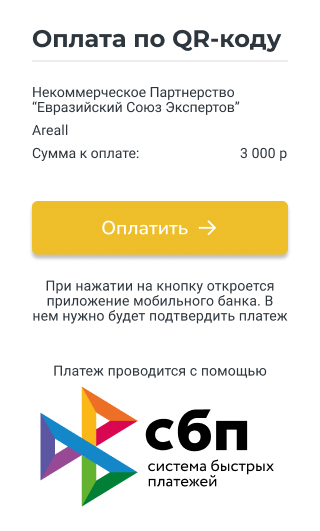 Оплата по QR-коду
Некоммерческое Партнерство
“Евразийский Союз Экспертов”
Areall
Сумма к оплате: 3 000 р
Оплатить →
При нажатии на кнопку откроется
приложение мобильного банка. В
нем нужно будет подтвердить платеж
Платеж проводится с помощью
сбп
система быстрых
платежей